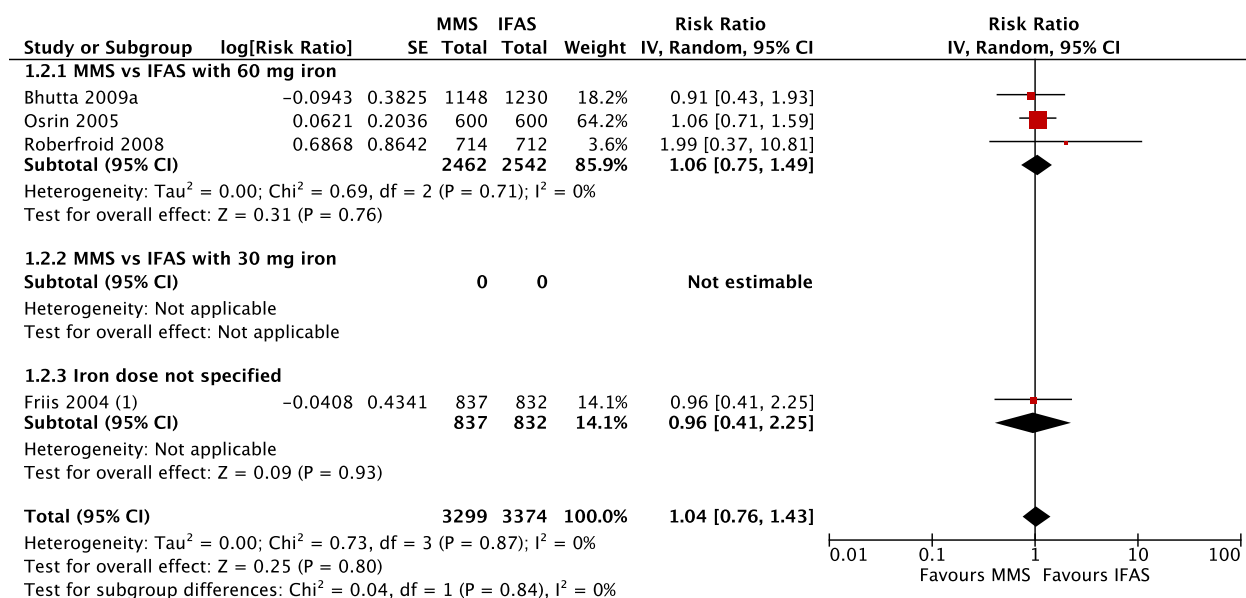 MMS IFAS Risk Ratio Risk Ratio
Study or Subgroup log[Risk Ratio] SE Total Total Weight IV, Random, 95% CI IV, Random, 95% CI
1.2.1 MMS vs IFAS with 60 mg iron
Bhutta 2009a −0.0943 0.3825 1148 1230 18.2% 0.91 [0.43, 1.93]
Osrin 2005 0.0621 0.2036 600 600 64.2% 1.06 [0.71, 1.59]
Roberfroid 2008 0.6868 0.8642 714 712 3.6% 1.99 [0.37, 10.81]
Subtotal (95% CI) 2462 2542 85.9% 1.06 [0.75, 1.49]
Heterogeneity: Tau² = 0.00; Chi² = 0.69, df = 2 (P = 0.71); I² = 0%
Test for overall effect: Z = 0.31 (P = 0.76)
1.2.2 MMS vs IFAS with 30 mg iron
Subtotal (95% CI) 0 0 Not estimable
Heterogeneity: Not applicable
Test for overall effect: Not applicable
1.2.3 Iron dose not specified
Friis 2004 (1) −0.0408 0.4341 837 832 14.1% 0.96 [0.41, 2.25]
Subtotal (95% CI) 837 832 14.1% 0.96 [0.41, 2.25]
Heterogeneity: Not applicable
Test for overall effect: Z = 0.09 (P = 0.93)
Total (95% CI) 3299 3374 100.0% 1.04 [0.76, 1.43]
Heterogeneity: Tau² = 0.00; Chi² = 0.73, df = 3 (P = 0.87); I² = 0%
Test for overall effect: Z = 0.25 (P = 0.80)
Test for subgroup differences: Chi² = 0.04, df = 1 (P = 0.84), I² = 0%
0.01 0.1 1 10 100
Favours MMS Favours IFAS